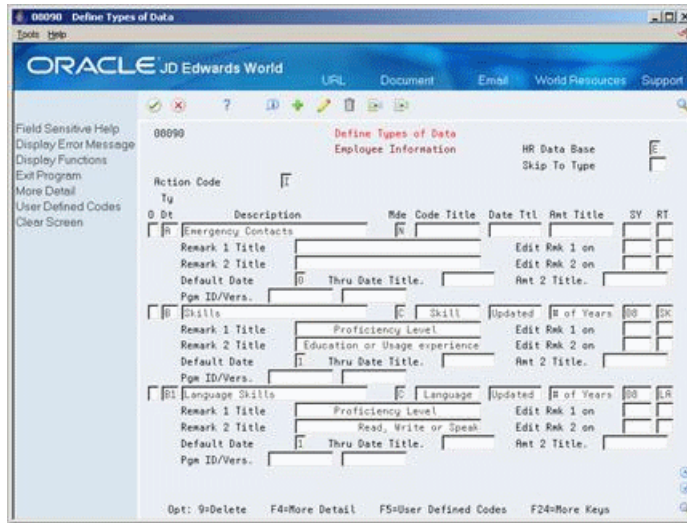 08090 Define Types of Data
Tools Help
ORACLE JD Edwards World
URL Document Email World Resources Support
Field Sensitive Help
Display Error Message
Display Functions
Exit Program
More Detail
User Defined Codes
Clear Screen
08090 Define Types of Data
Employee Information HR Data Base E
Skip To Type
Action Code I
Ty
O Dt Description Mde Code Title Date Ttl Amt Title SY RT
A Emergency Contacts N
Remark 1 Title Edit Rmk 1 on
Remark 2 Title Edit Rmk 2 on
Default Date 0 Thru Date Title. Amt 2 Title.
Pgm ID/Vers.
B Skills C Skill Updated # of Years 08 SK
Remark 1 Title Proficiency Level Edit Rmk 1 on
Remark 2 Title Education or Usage experience Edit Rmk 2 on
Default Date 1 Thru Date Title. Amt 2 Title.
Pgm ID/Vers.
B1 Language Skills C Language Updated # of Years 08 LA
Remark 1 Title Proficiency Level Edit Rmk 1 on
Remark 2 Title Read, Write or Speak Edit Rmk 2 on
Default Date 1 Thru Date Title. Amt 2 Title.
Pgm ID/Vers.
Opt: 9=Delete F4=More Detail F5=User Defined Codes F24=More Keys